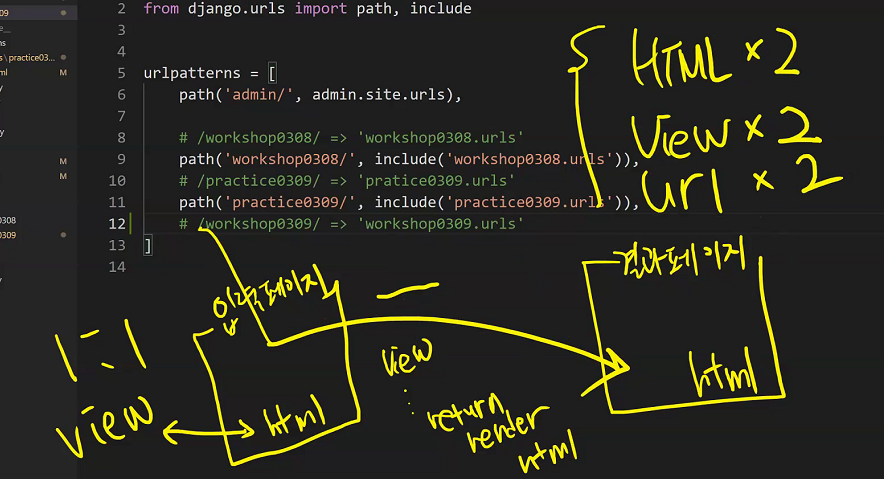 0309
ns
s\practice03...
ml M
M
M
0308
0309
2 from django.urls import path, include
3
4
5 urlpatterns = [
6 path('admin/', admin.site.urls),
7
8 # /workshop0308/ => 'workshop0308.urls'
9 path('workshop0308/', include('workshop0308.urls')),
10 # /practice0309/ => 'pratice0309.urls'
11 path('practice0309/', include('practice0309.urls')),
12 # /workshop0309/ => 'workshop0309.urls'
13 ]
14
HTML × 2
View × 2
url × 2
입력페이지
결과페이지
1:1
view
html
view
return
render
html
html